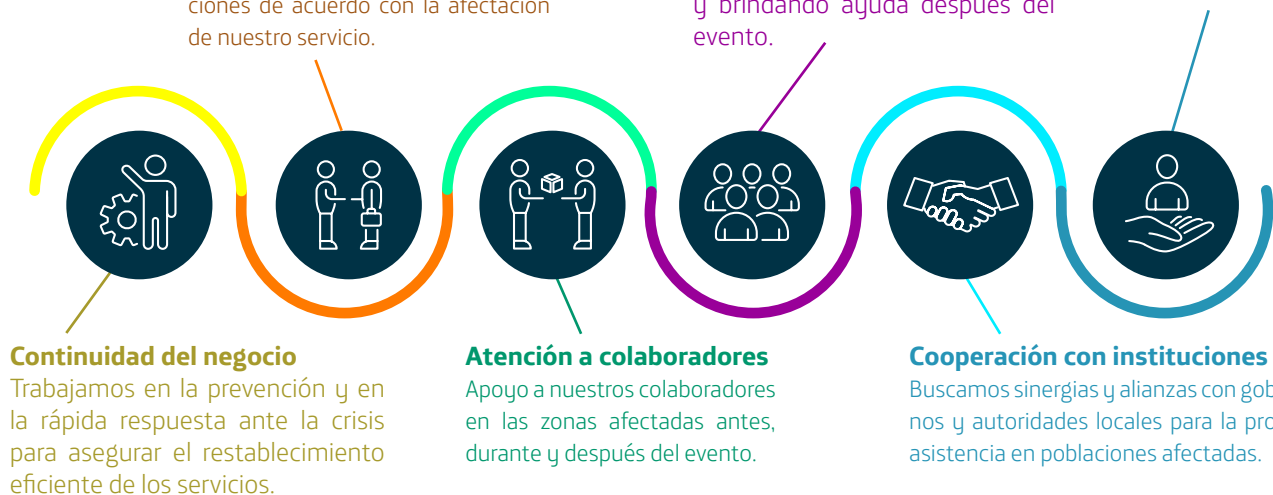 ciones de acuerdo con la afectación
de nuestro servicio.
y brindando ayuda después del
evento.
Continuidad del negocio
Trabajamos en la prevención y en
la rápida respuesta ante la crisis
para asegurar el restablecimiento
eficiente de los servicios.
Atención a colaboradores
Apoyo a nuestros colaboradores
en las zonas afectadas antes,
durante y después del evento.
Cooperación con instituciones
Buscamos sinergias y alianzas con gob
nos y autoridades locales para la pro
asistencia en poblaciones afectadas.